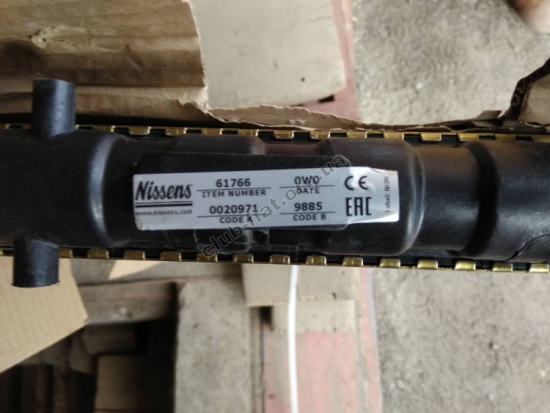 Nissens
www.nissens.com
61766
ITEM NUMBER
0W0
DATE
0020971
CODE A
9885
CODE B
CE
EAC